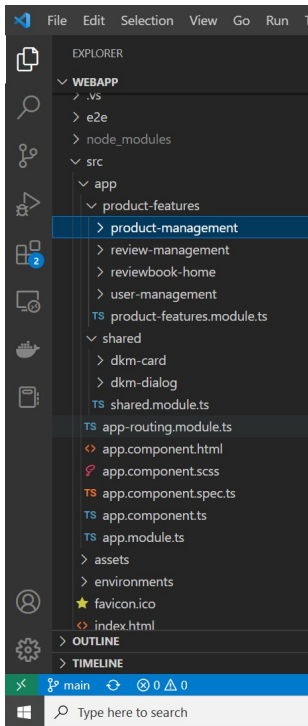 File Edit Selection View Go Run
EXPLORER
WEBAPP
.vs
e2e
node_modules
src
app
product-features
product-management
review-management
reviewbook-home
user-management
TS product-features.module.ts
shared
dkm-card
dkm-dialog
TS shared.module.ts
TS app-routing.module.ts
<> app.component.html
app.component.scss
TS app.component.spec.ts
TS app.component.ts
TS app.module.ts
assets
environments
favicon.ico
<> index.html
2
OUTLINE
TIMELINE
main 0 0
Type here to search